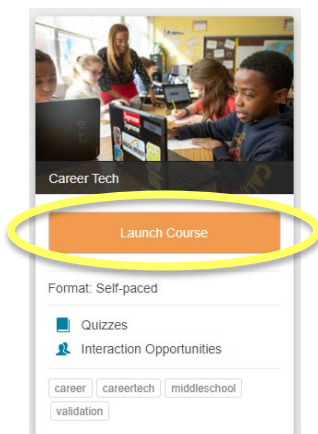 Career Tech
Launch Course
Format: Self-paced
Quizzes
Interaction Opportunities
career careertech middleschool
validation